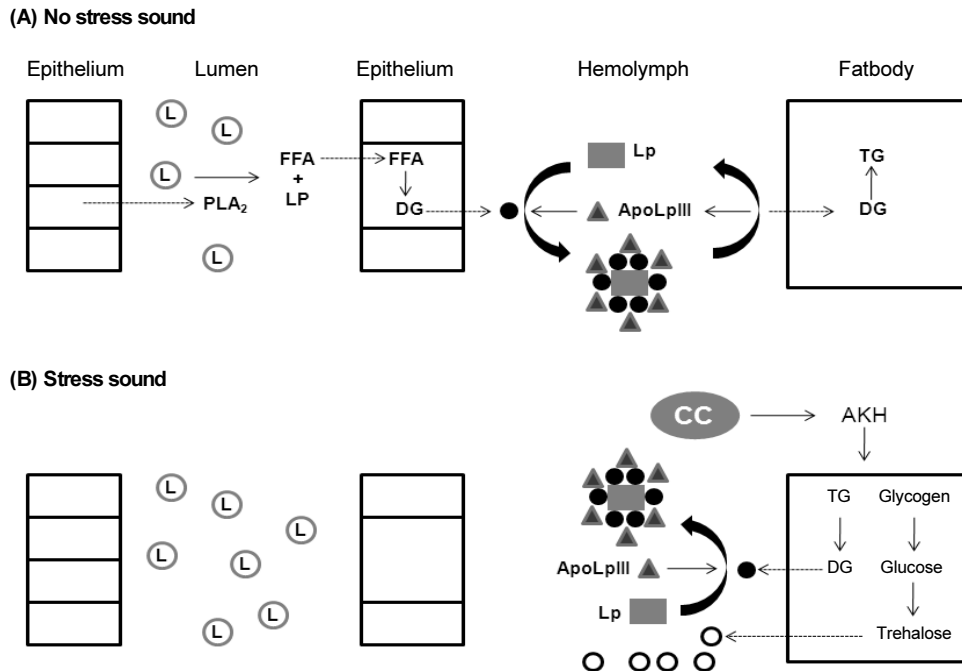 (A) No stress sound
Epithelium Lumen Epithelium Hemolymph Fatbody
L
L
L
FFA
+
LP
PLA₂
L
FFA
DG
Lp
ApoLpIII
TG
DG
(B) Stress sound
CC AKH
L
L
L
L
L
L
L
ApoLpIII
Lp
TG Glycogen
DG Glucose
Trehalose